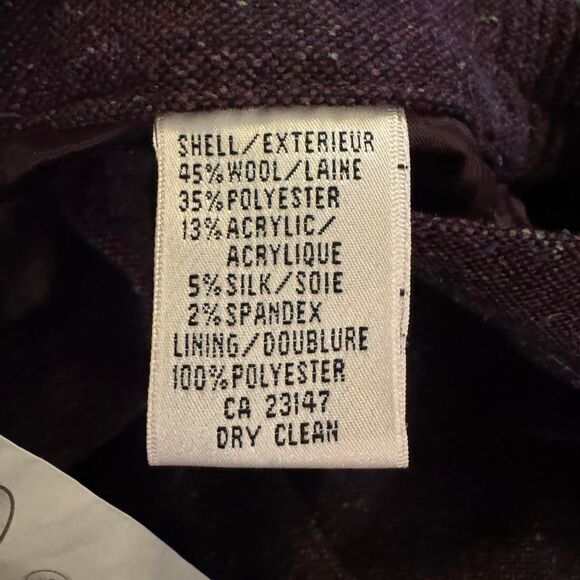 SHELL/EXTERIEUR
45% WOOL/LAINE
35% POLYESTER
13% ACRYLIC/
ACRYLIQUE
5% SILK/SOIE
2% SPANDEX
LINING/DOUBLURE
100% POLYESTER
CA 23147
DRY CLEAN